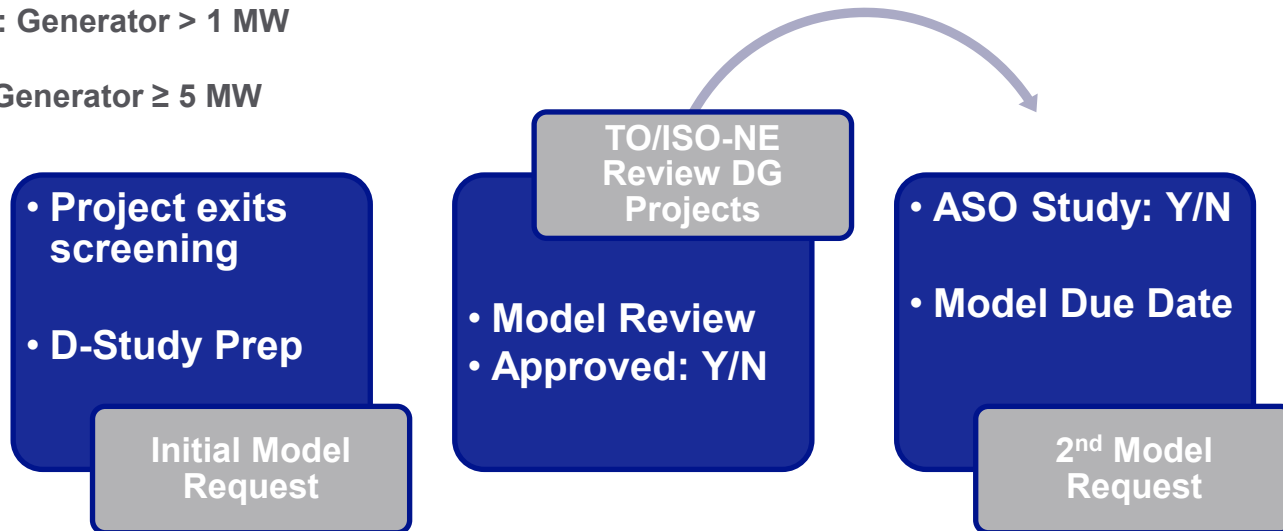 : Generator > 1 MW
Generator ≥ 5 MW
• Project exits
screening
• D-Study Prep
Initial Model
Request
TO/ISO-NE
Review DG
Projects
• Model Review
• Approved: Y/N
• ASO Study: Y/N
• Model Due Date
2nd Model
Request